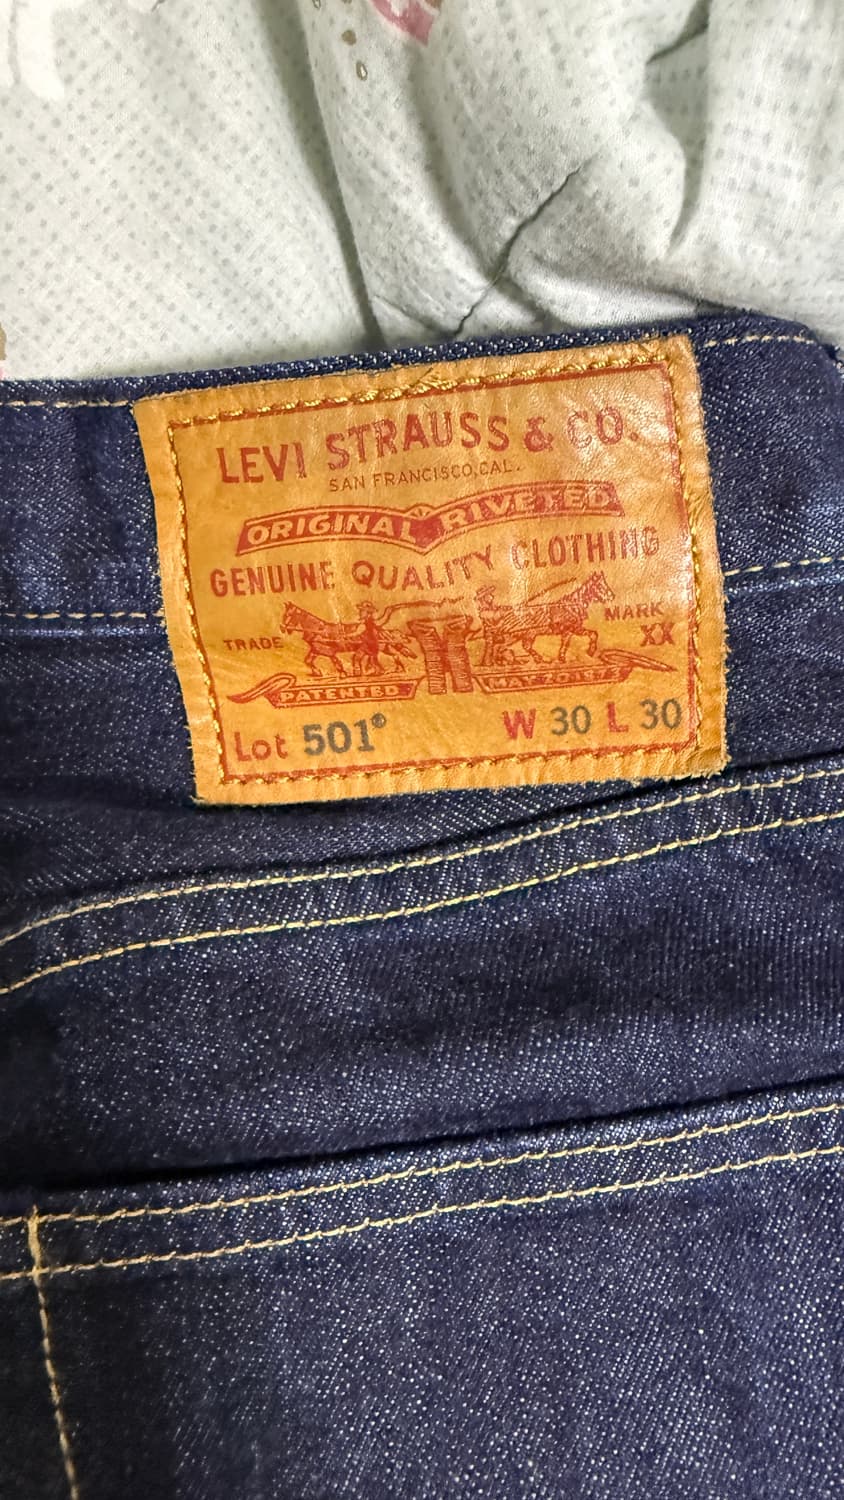 LEVI STRAUSS & CO.
SAN FRANCISCO, CAL.
ORIGINAL RIVETED
GENUINE QUALITY CLOTHING
TRADE MARK
XX
PATENTED MAY 20 1873
Lot 501® W 30 L 30